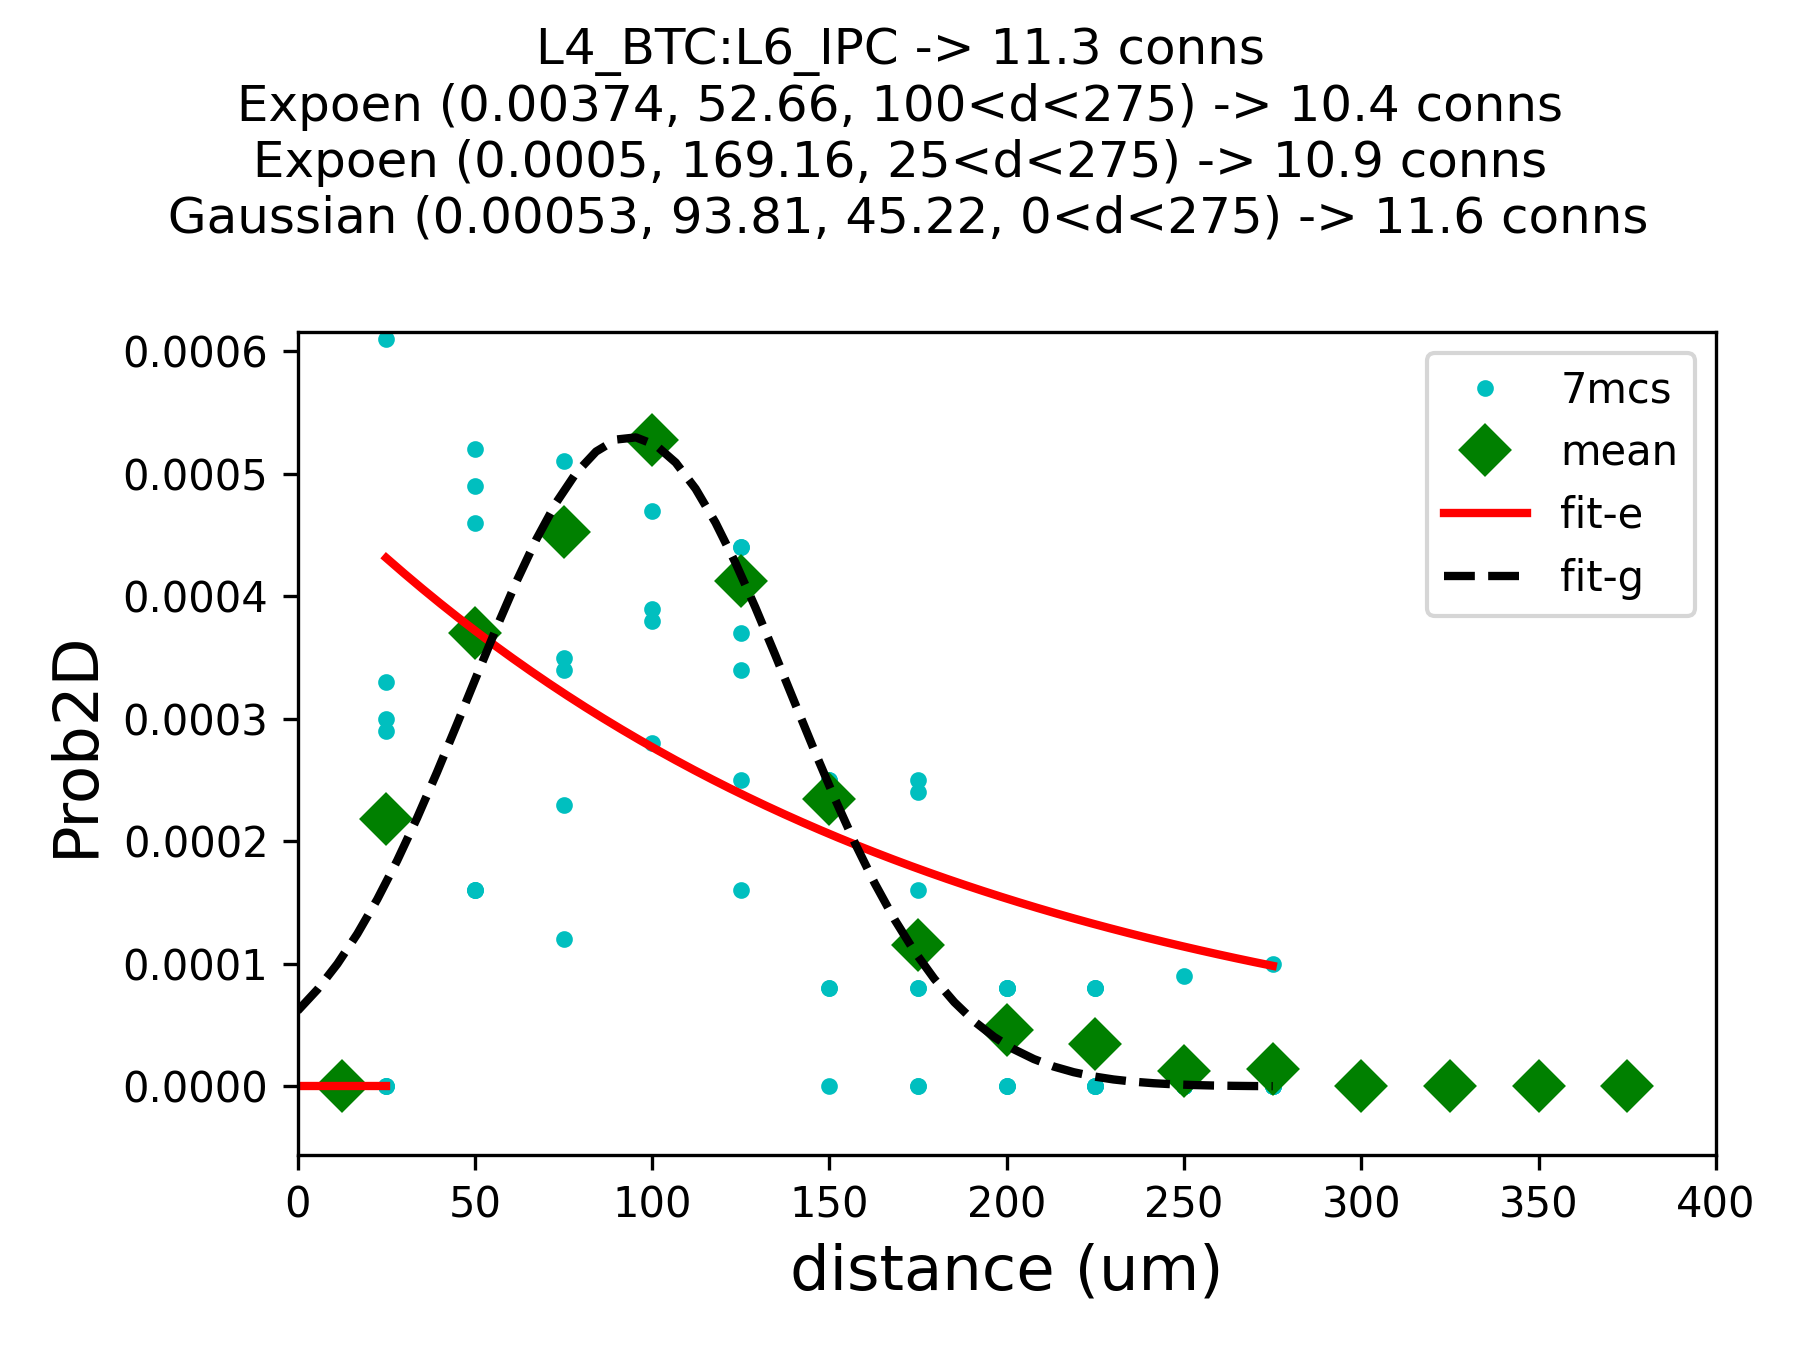 L4_BTC:L6_IPC -> 11.3 conns
Expoen (0.00374, 52.66, 100<d<275) -> 10.4 conns
Expoen (0.0005, 169.16, 25<d<275) -> 10.9 conns
Gaussian (0.00053, 93.81, 45.22, 0<d<275) -> 11.6 conns
7mcs
mean
fit-e
fit-g
Prob2D
0.0006
0.0005
0.0004
0.0003
0.0002
0.0001
0.0000
0 50 100 150 200 250 300 350 400
distance (um)